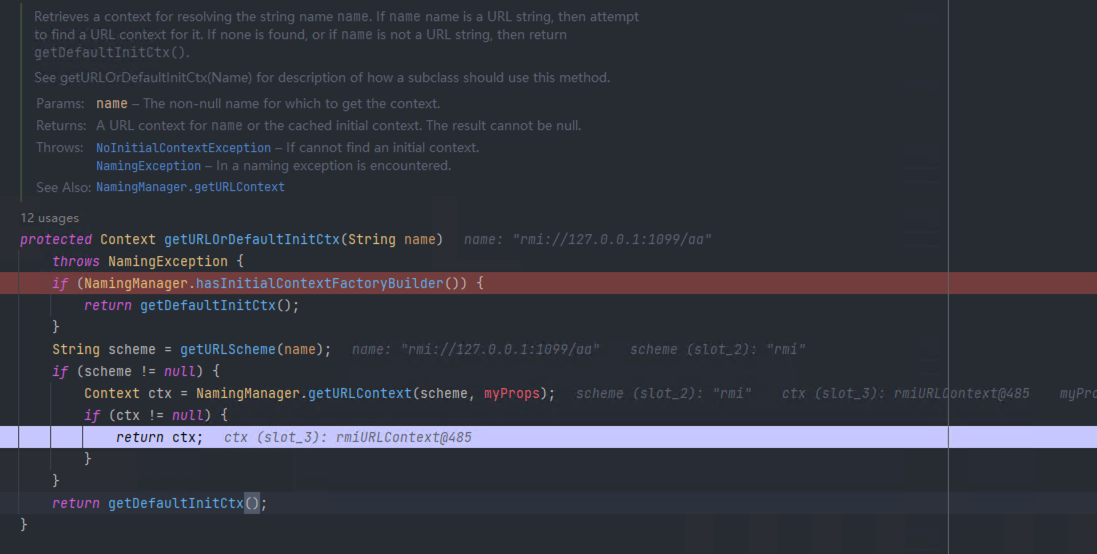 Retrieves a context for resolving the string name name. If name name is a URL string, then attempt
to find a URL context for it. If none is found, or if name is not a URL string, then return
getDefaultInitCtx().
See getURLOrDefaultInitCtx(Name) for description of how a subclass should use this method.
Params: name – The non-null name for which to get the context.
Returns: A URL context for name or the cached initial context. The result cannot be null.
Throws: NoInitialContextException – If cannot find an initial context.
NamingException – In a naming exception is encountered.
See Also: NamingManager.getURLContext
12 usages
protected Context getURLOrDefaultInitCtx(String name) name: "rmi://127.0.0.1:1099/aa"
throws NamingException {
if (NamingManager.hasInitialContextFactoryBuilder()) {
return getDefaultInitCtx();
}
String scheme = getURLScheme(name); name: "rmi://127.0.0.1:1099/aa" scheme (slot_2): "rmi"
if (scheme != null) {
Context ctx = NamingManager.getURLContext(scheme, myProps); scheme (slot_2): "rmi" ctx (slot_3): rmiURLContext@485 myPro
if (ctx != null) {
return ctx; ctx (slot_3): rmiURLContext@485
}
}
return getDefaultInitCtx();
}